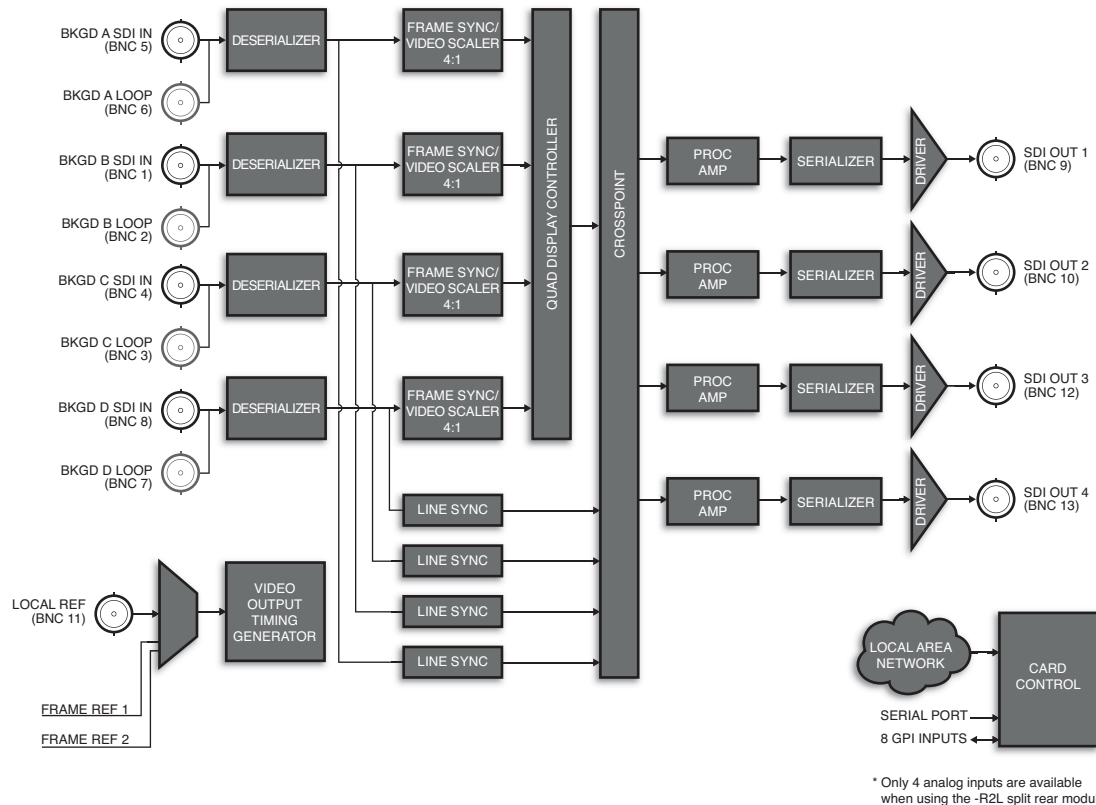 BKGD A SDI IN
(BNC 5)
DESERIALIZER
FRAME SYNC/
VIDEO SCALER
4:1
BKGD A LOOP
(BNC 6)
BKGD B SDI IN
(BNC 1)
DESERIALIZER
FRAME SYNC/
VIDEO SCALER
4:1
BKGD B LOOP
(BNC 2)
BKGD C SDI IN
(BNC 4)
DESERIALIZER
FRAME SYNC/
VIDEO SCALER
4:1
BKGD C LOOP
(BNC 3)
BKGD D SDI IN
(BNC 8)
DESERIALIZER
FRAME SYNC/
VIDEO SCALER
4:1
BKGD D LOOP
(BNC 7)
QUAD DISPLAY CONTROLLER
CROSSPOINT
LINE SYNC
LINE SYNC
LINE SYNC
LINE SYNC
PROC
AMP
SERIALIZER
DRIVER
SDI OUT 1
(BNC 9)
PROC
AMP
SERIALIZER
DRIVER
SDI OUT 2
(BNC 10)
PROC
AMP
SERIALIZER
DRIVER
SDI OUT 3
(BNC 12)
PROC
AMP
SERIALIZER
DRIVER
SDI OUT 4
(BNC 13)
LOCAL REF
(BNC 11)
VIDEO
OUTPUT
TIMING
GENERATOR
FRAME REF 1
FRAME REF 2
LOCAL AREA
NETWORK
CARD
CONTROL
SERIAL PORT
8 GPI INPUTS
* Only 4 analog inputs are available
when using the -R2L split rear modu